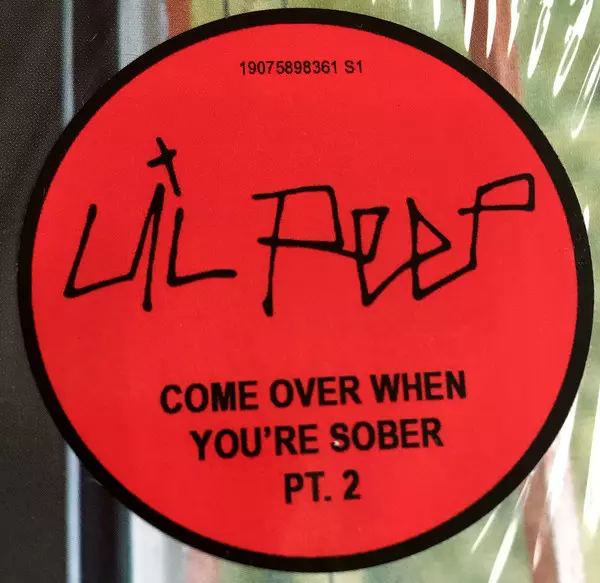 19075898361 S1
LiL PEEP
COME OVER WHEN
YOU'RE SOBER
PT. 2